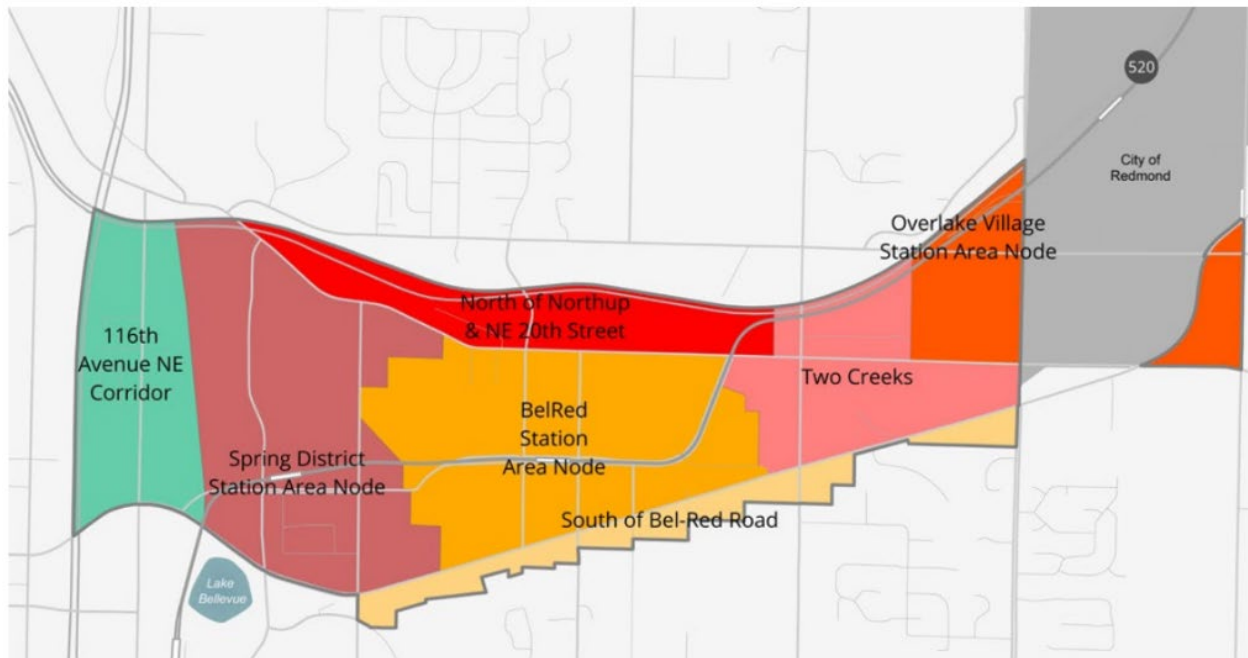 520
City of
Redmond
Overlake Village
Station Area Node
North of Northup
& NE 20th Street
116th
Avenue NE
Corridor
Two Creeks
BelRed
Station
Area Node
Spring District
Station Area Node
South of Bel-Red Road
Lake
Bellevue